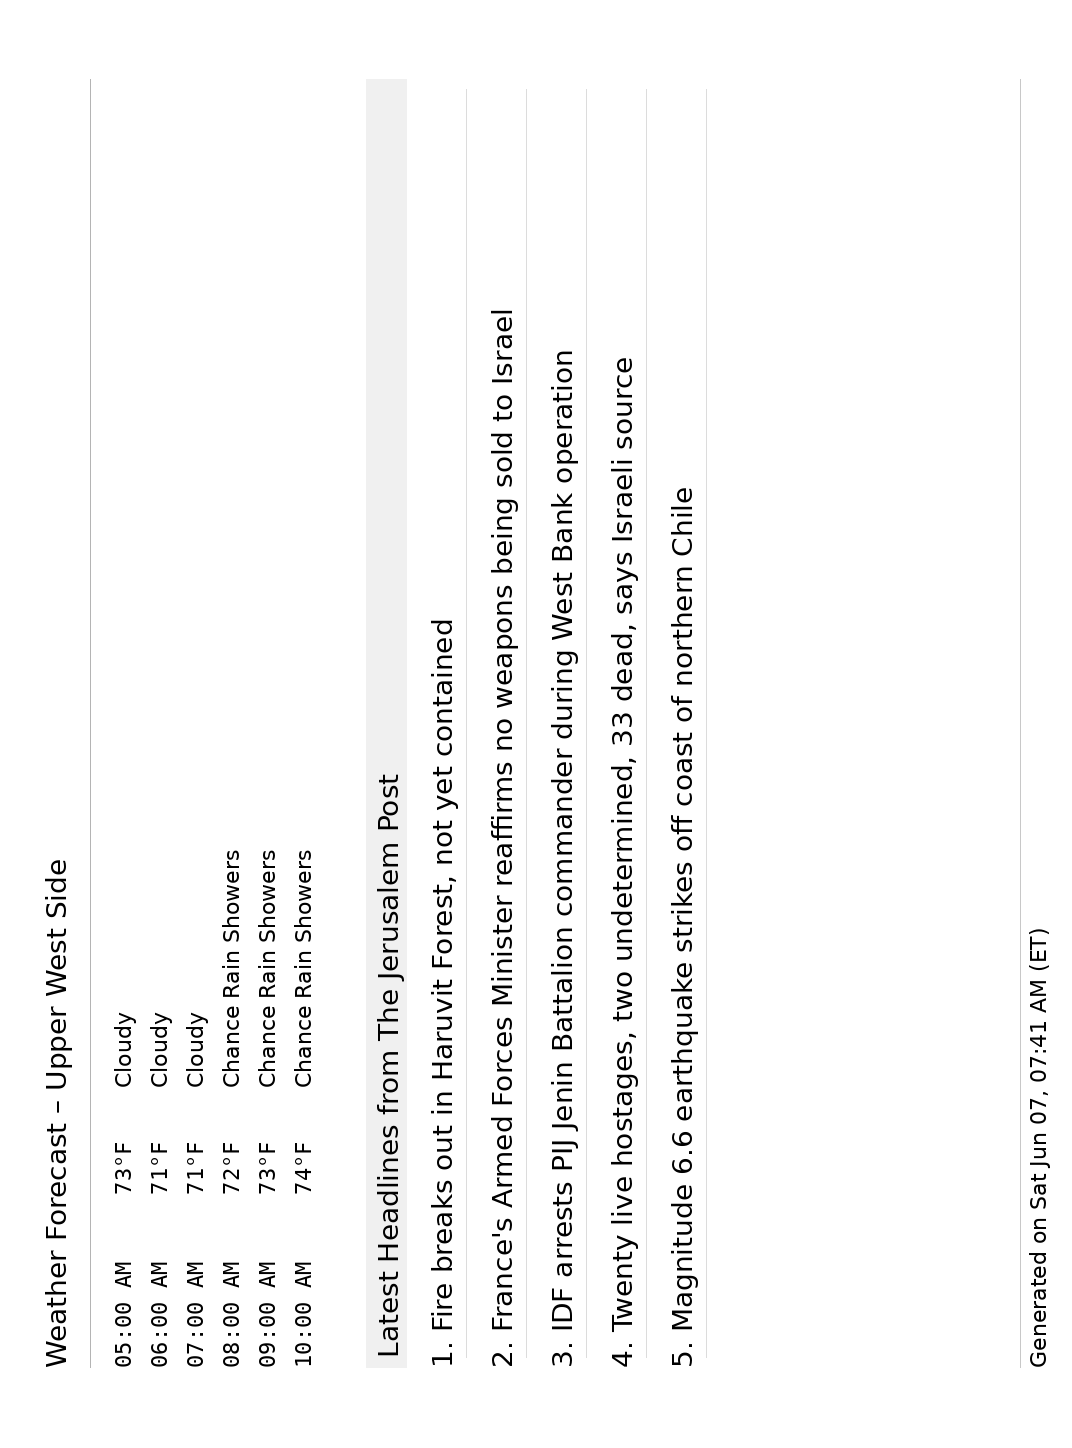 Weather Forecast – Upper West Side
05:00 AM 73°F Cloudy
06:00 AM 71°F Cloudy
07:00 AM 71°F Cloudy
08:00 AM 72°F Chance Rain Showers
09:00 AM 73°F Chance Rain Showers
10:00 AM 74°F Chance Rain Showers
Latest Headlines from The Jerusalem Post
1. Fire breaks out in Haruvit Forest, not yet contained
2. France's Armed Forces Minister reaffirms no weapons being sold to Israel
3. IDF arrests PIJ Jenin Battalion commander during West Bank operation
4. Twenty live hostages, two undetermined, 33 dead, says Israeli source
5. Magnitude 6.6 earthquake strikes off coast of northern Chile
Generated on Sat Jun 07, 07:41 AM (ET)